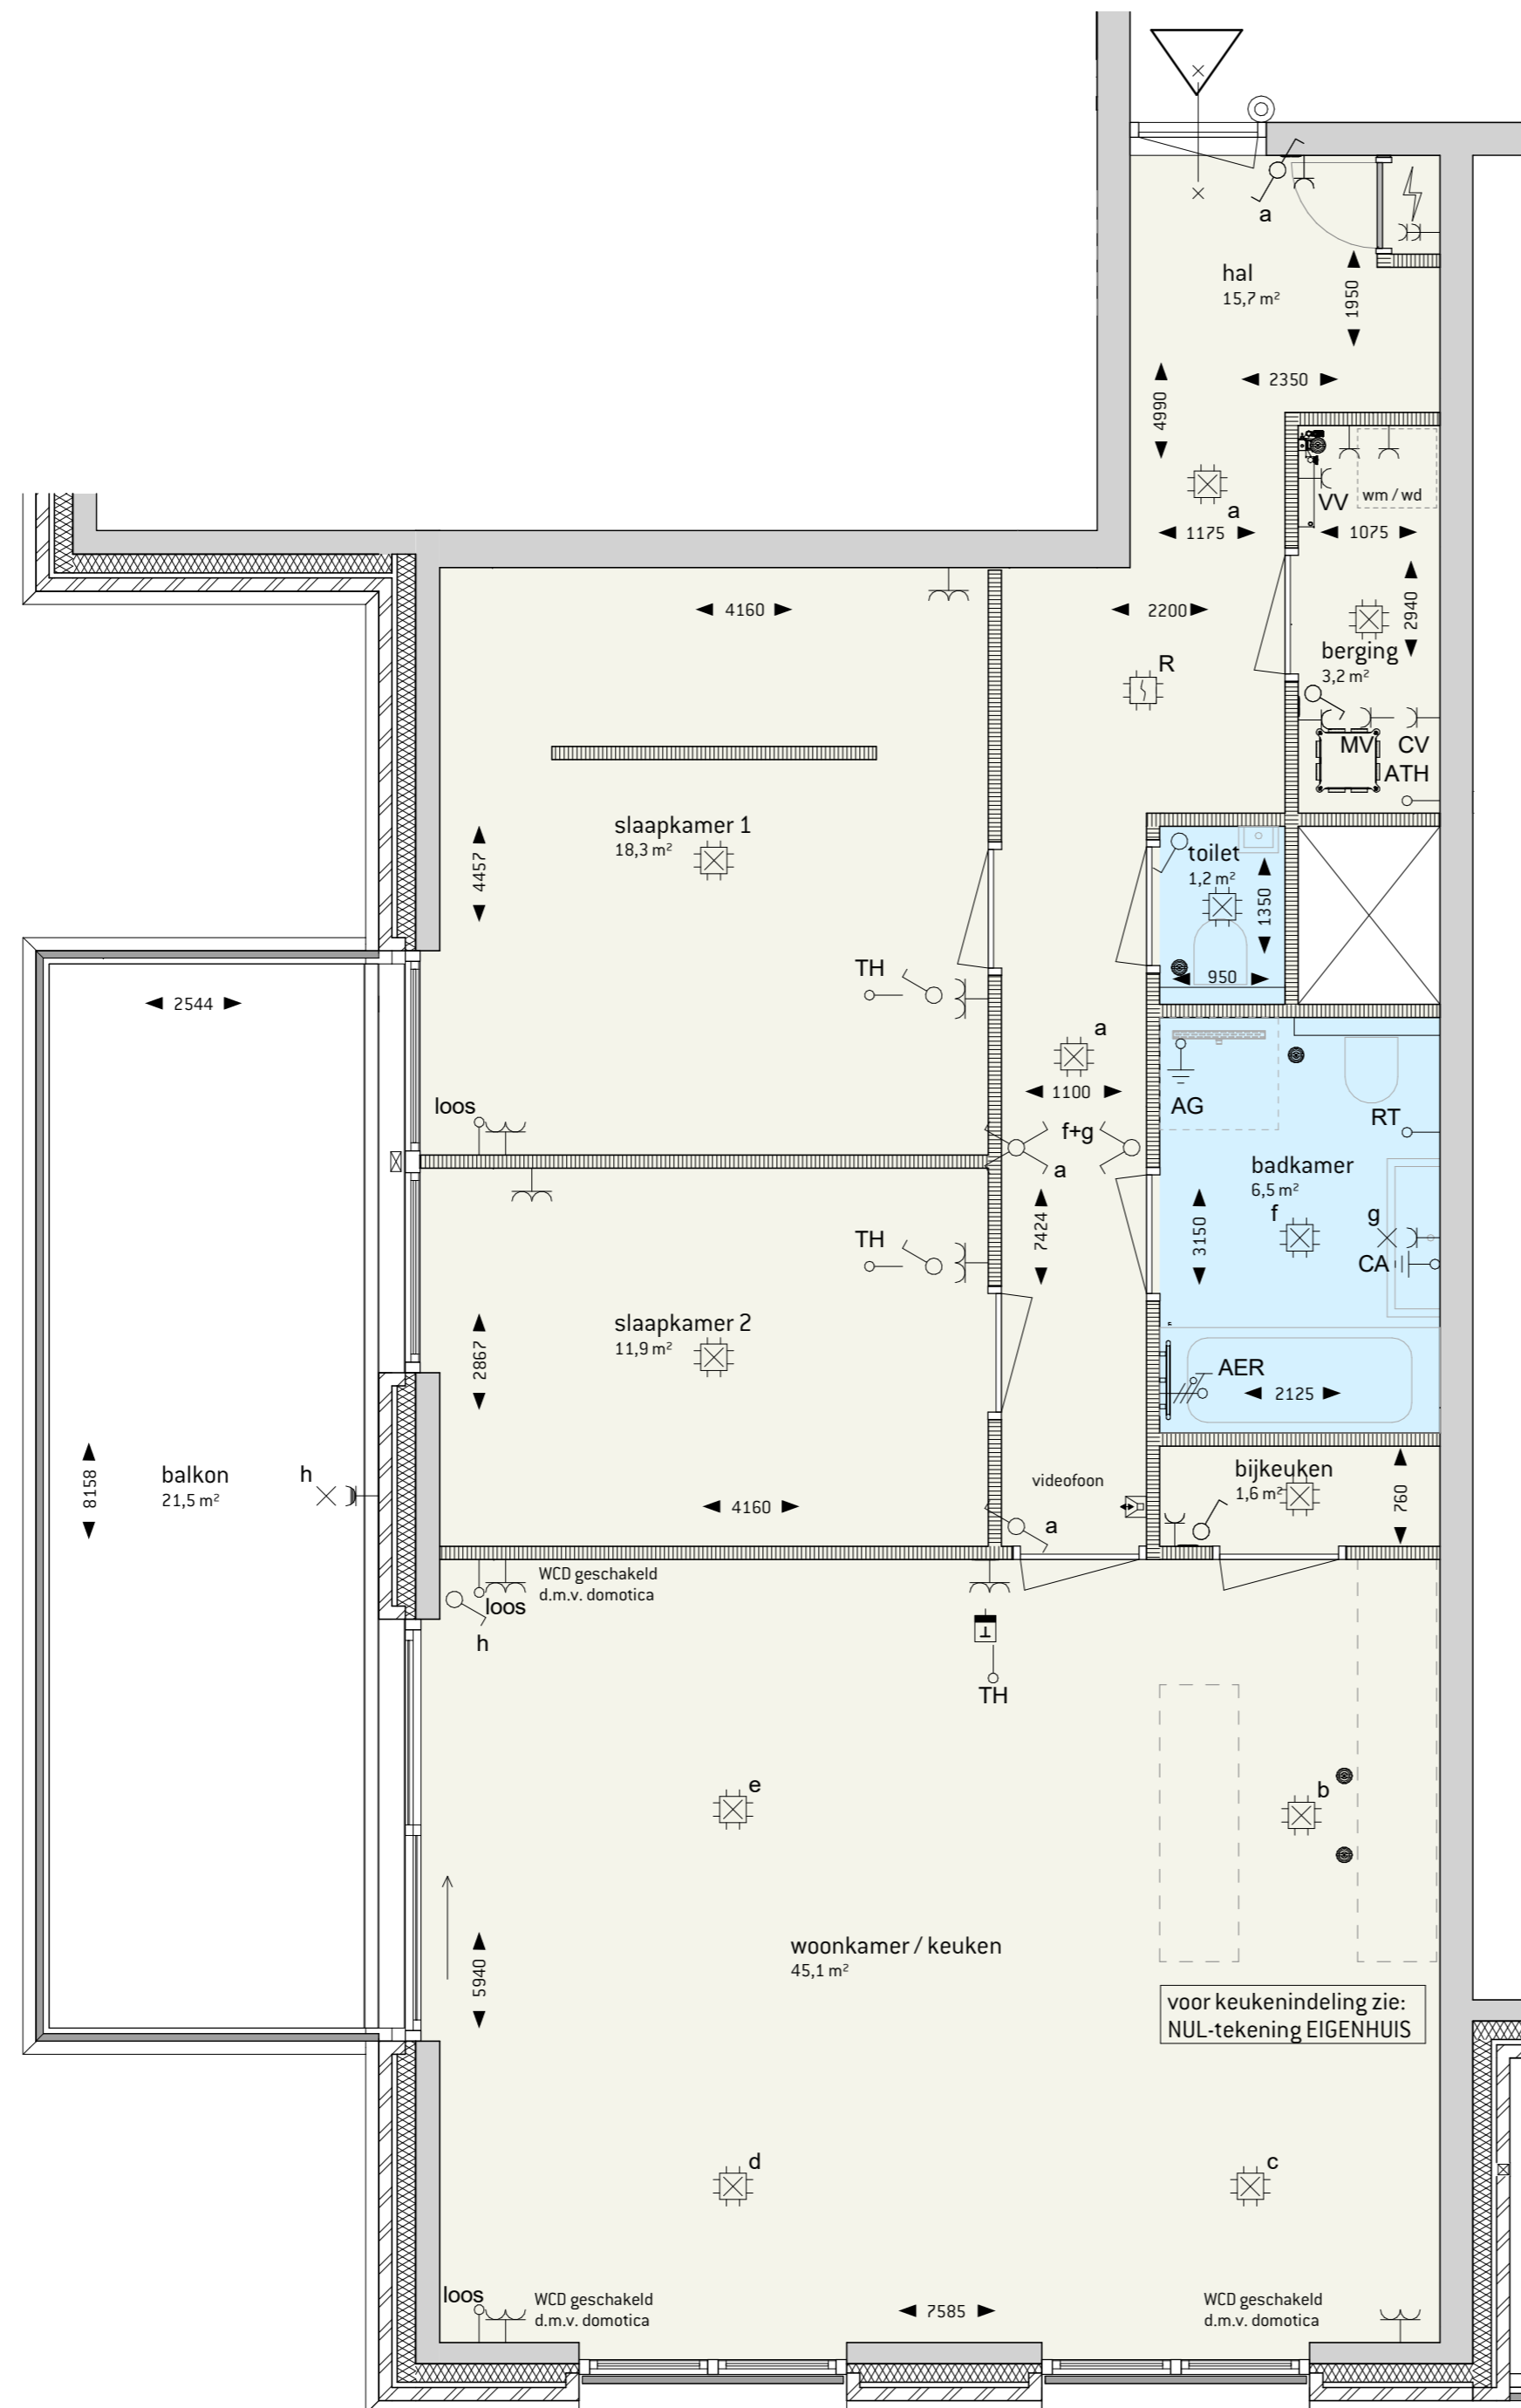 a
hal
15,7 m²
1950
2350
4990
a
VV
wm / wd
1175
1075
4160
2200
2940
berging
3,2 m²
R
MV
CV
ATH
slaapkamer 1
18,3 m²
4457
toilet
1,2 m²
1350
950
TH
2544
a
1100
loos
AG
RT
f+g
a
badkamer
6,5 m²
f
g
CA
7424
3150
TH
slaapkamer 2
11,9 m²
2867
AER
2125
balkon
21,5 m²
8158
h
videofoon
bijkeuken
1,6 m²
760
4160
a
WCD geschakeld
d.m.v. domotica
loos
h
TH
e
b
woonkamer / keuken
45,1 m²
5940
voor keukenindeling zie:
NUL-tekening EIGENHUIS
d
c
loos
WCD geschakeld
d.m.v. domotica
7585
WCD geschakeld
d.m.v. domotica